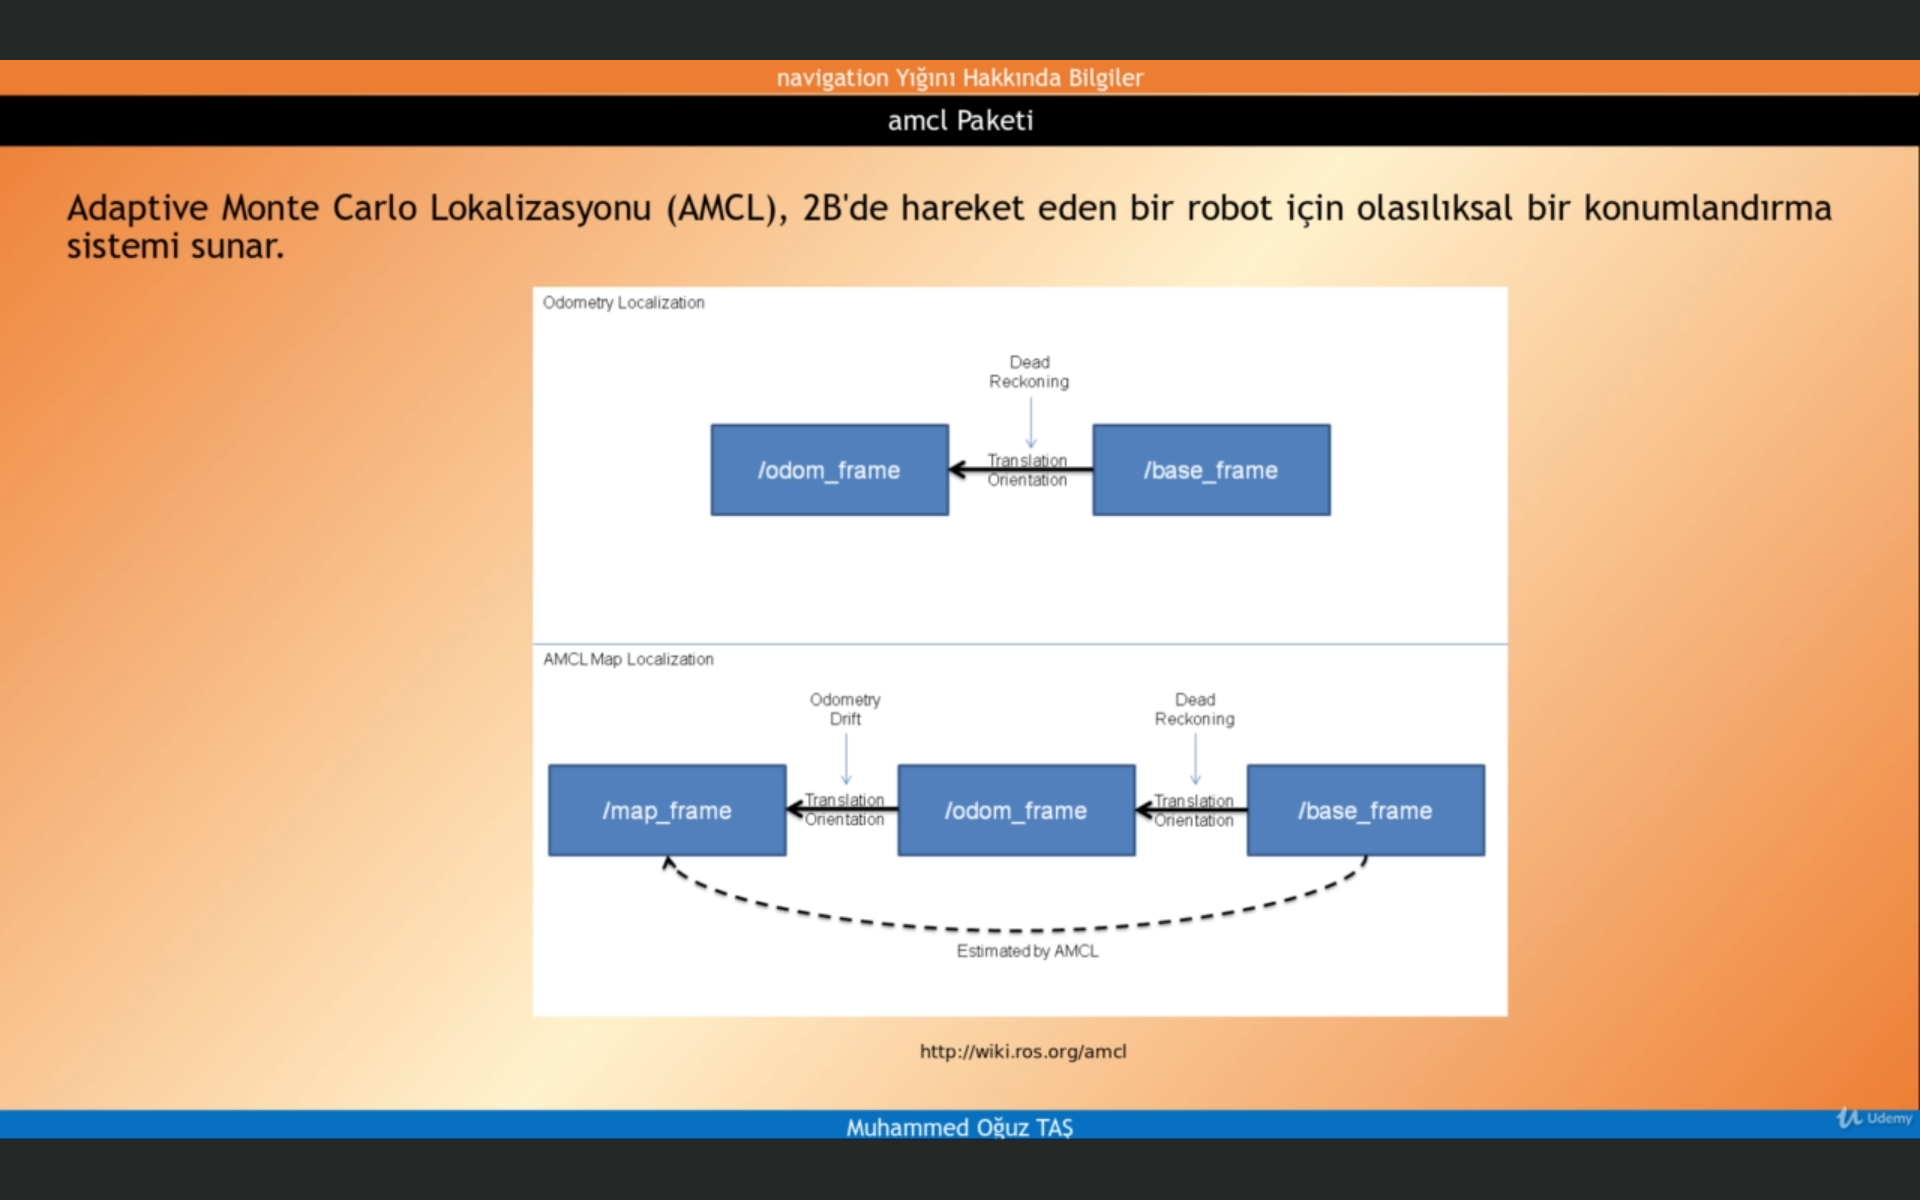 navigation Yığını Hakkında Bilgiler
amcl Paketi
Adaptive Monte Carlo Lokalizasyonu (AMCL), 2B'de hareket eden bir robot için olasılıksal bir konumlandırma
sistemi sunar.
Odometry Localization
Dead
Reckoning
/odom_frame
Translation
Orientation
/base_frame
AMCL Map Localization
Odometry
Drift
Dead
Reckoning
/map_frame
Translation
Orientation
/odom_frame
Translation
Orientation
/base_frame
Estimated by AMCL
http://wiki.ros.org/amcl
Muhammed Oğuz TAŞ
Udemy